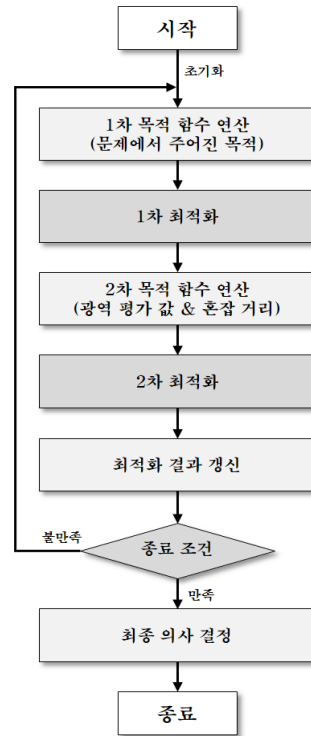 시작
초기화
1차 목적 함수 연산
(문제에서 주어진 목적)
1차 최적화
2차 목적 함수 연산
(광역 평가 값 & 혼잡 거리)
2차 최적화
최적화 결과 갱신
불만족
종료 조건
만족
최종 의사 결정
종료